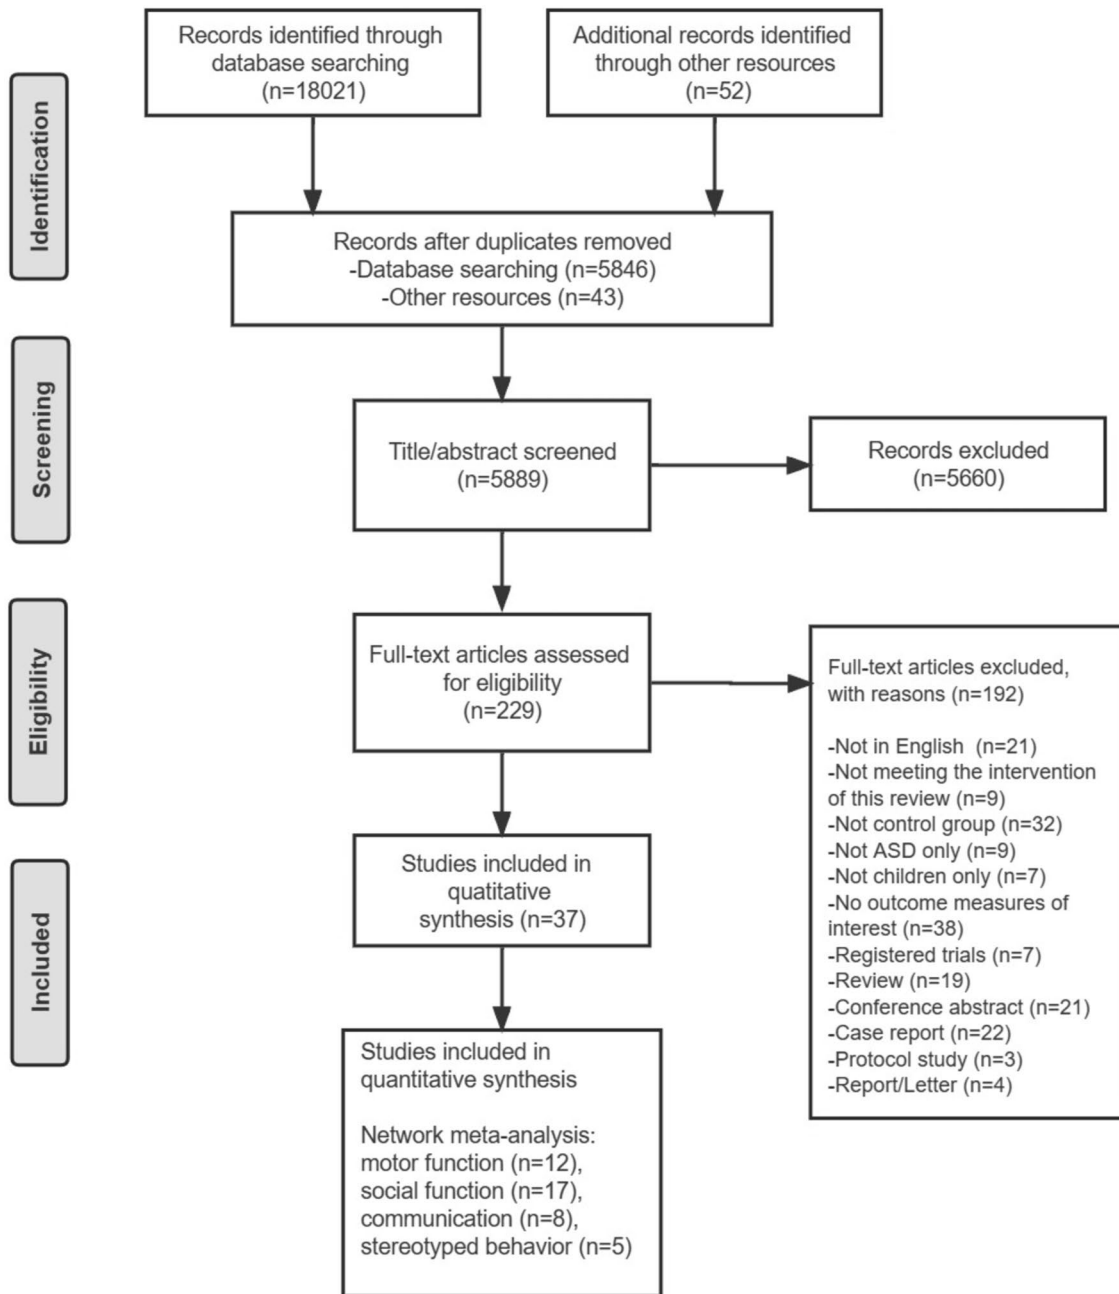 Identification
Records identified through
database searching
(n=18021)
Additional records identified
through other resources
(n=52)
Records after duplicates removed
-Database searching (n=5846)
-Other resources (n=43)
Screening
Title/abstract screened
(n=5889)
Records excluded
(n=5660)
Eligibility
Full-text articles assessed
for eligibility
(n=229)
Full-text articles excluded,
with reasons (n=192)
-Not in English (n=21)
-Not meeting the intervention
of this review (n=9)
-Not control group (n=32)
-Not ASD only (n=9)
-Not children only (n=7)
-No outcome measures of
interest (n=38)
-Registered trials (n=7)
-Review (n=19)
-Conference abstract (n=21)
-Case report (n=22)
-Protocol study (n=3)
-Report/Letter (n=4)
Included
Studies included in
quatitative
synthesis (n=37)
Studies included in
quantitative synthesis
Network meta-analysis:
motor function (n=12),
social function (n=17),
communication (n=8),
stereotyped behavior (n=5)